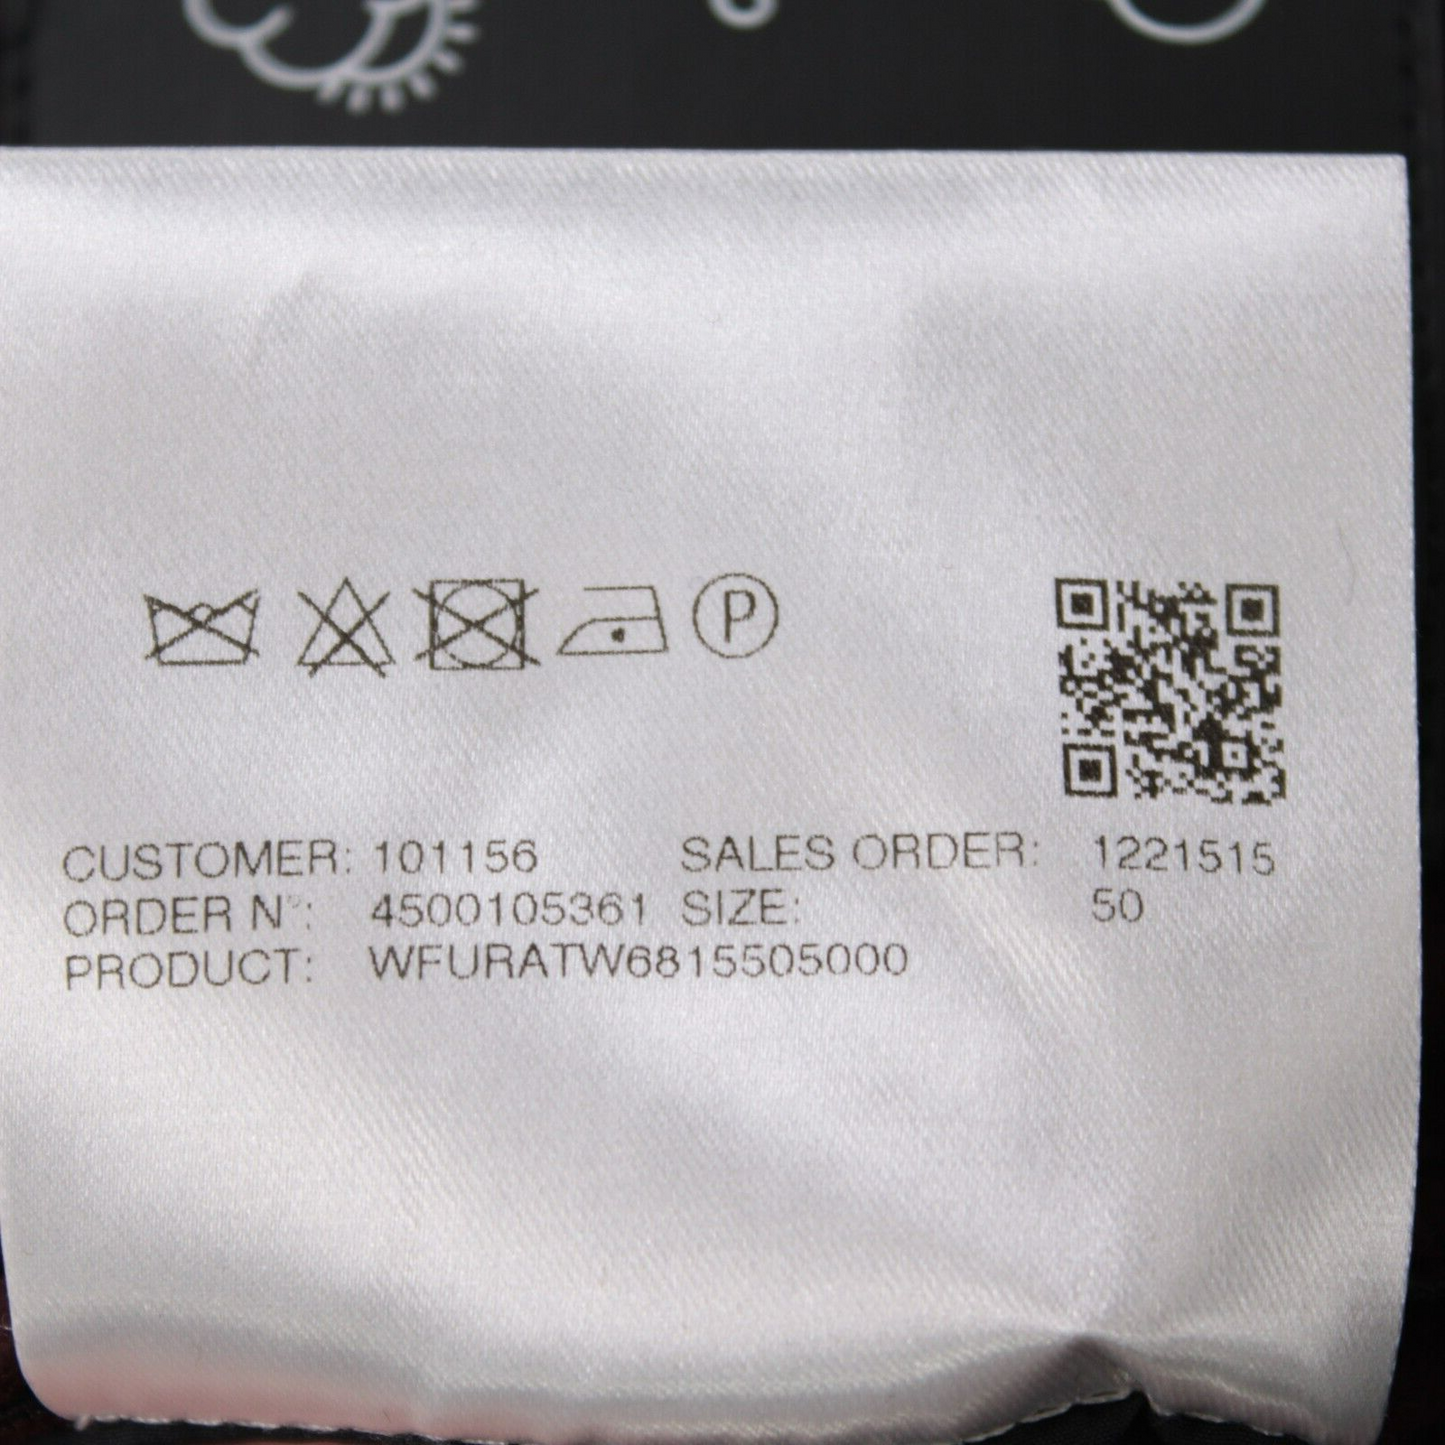 P
CUSTOMER: 101156 SALES ORDER: 1221515
ORDER N°: 4500105361 SIZE: 50
PRODUCT: WFURATW6815505000